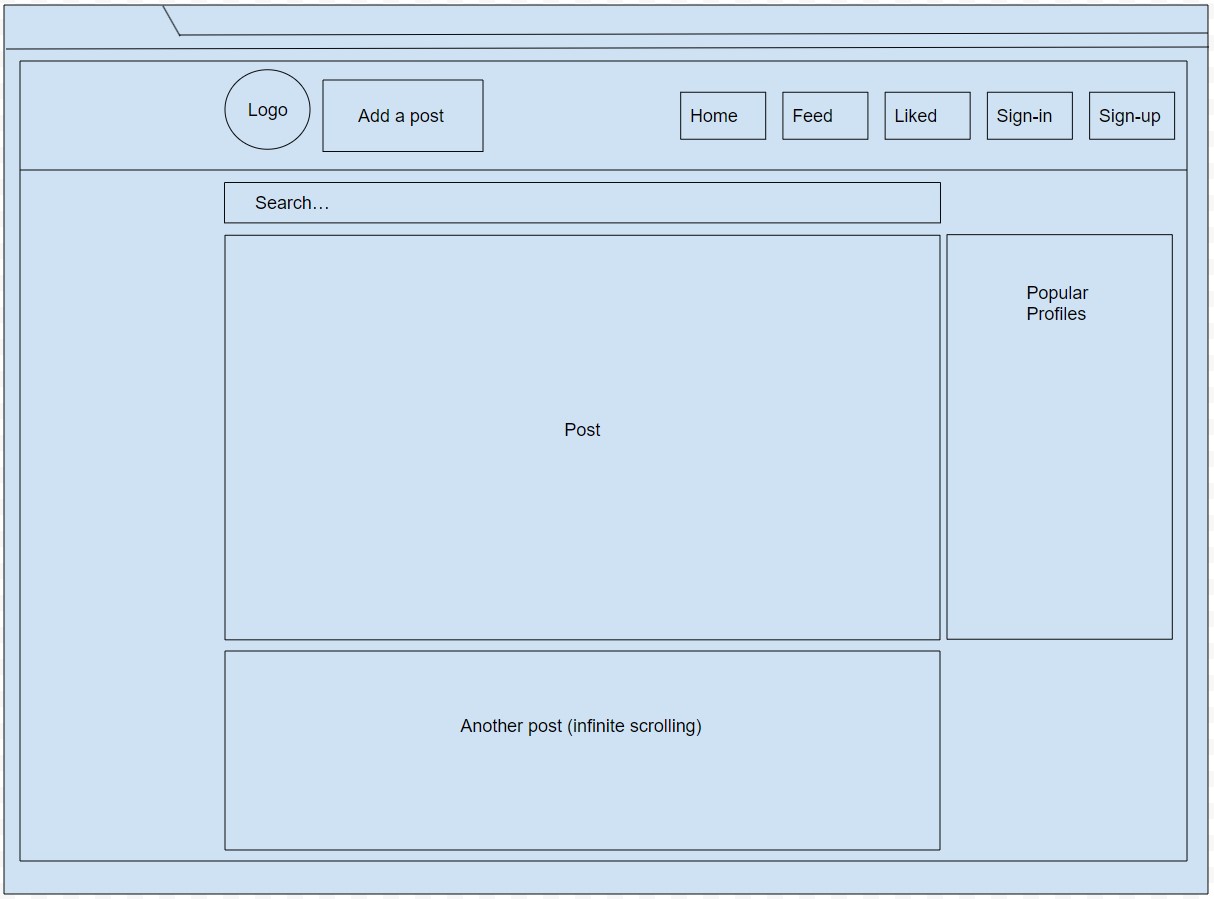 Logo
Add a post
Home
Feed
Liked
Sign-in
Sign-up
Search…
Popular
Profiles
Post
Another post (infinite scrolling)